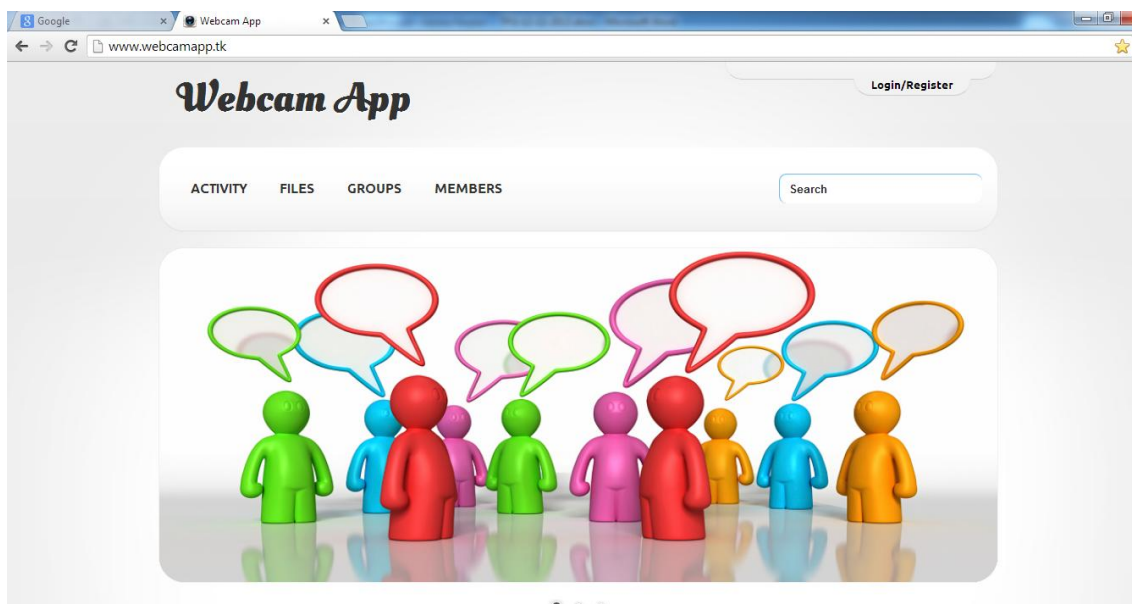 Google
Webcam App
www.webcamapp.tk
Login/Register
Webcam App
ACTIVITY FILES GROUPS MEMBERS
Search